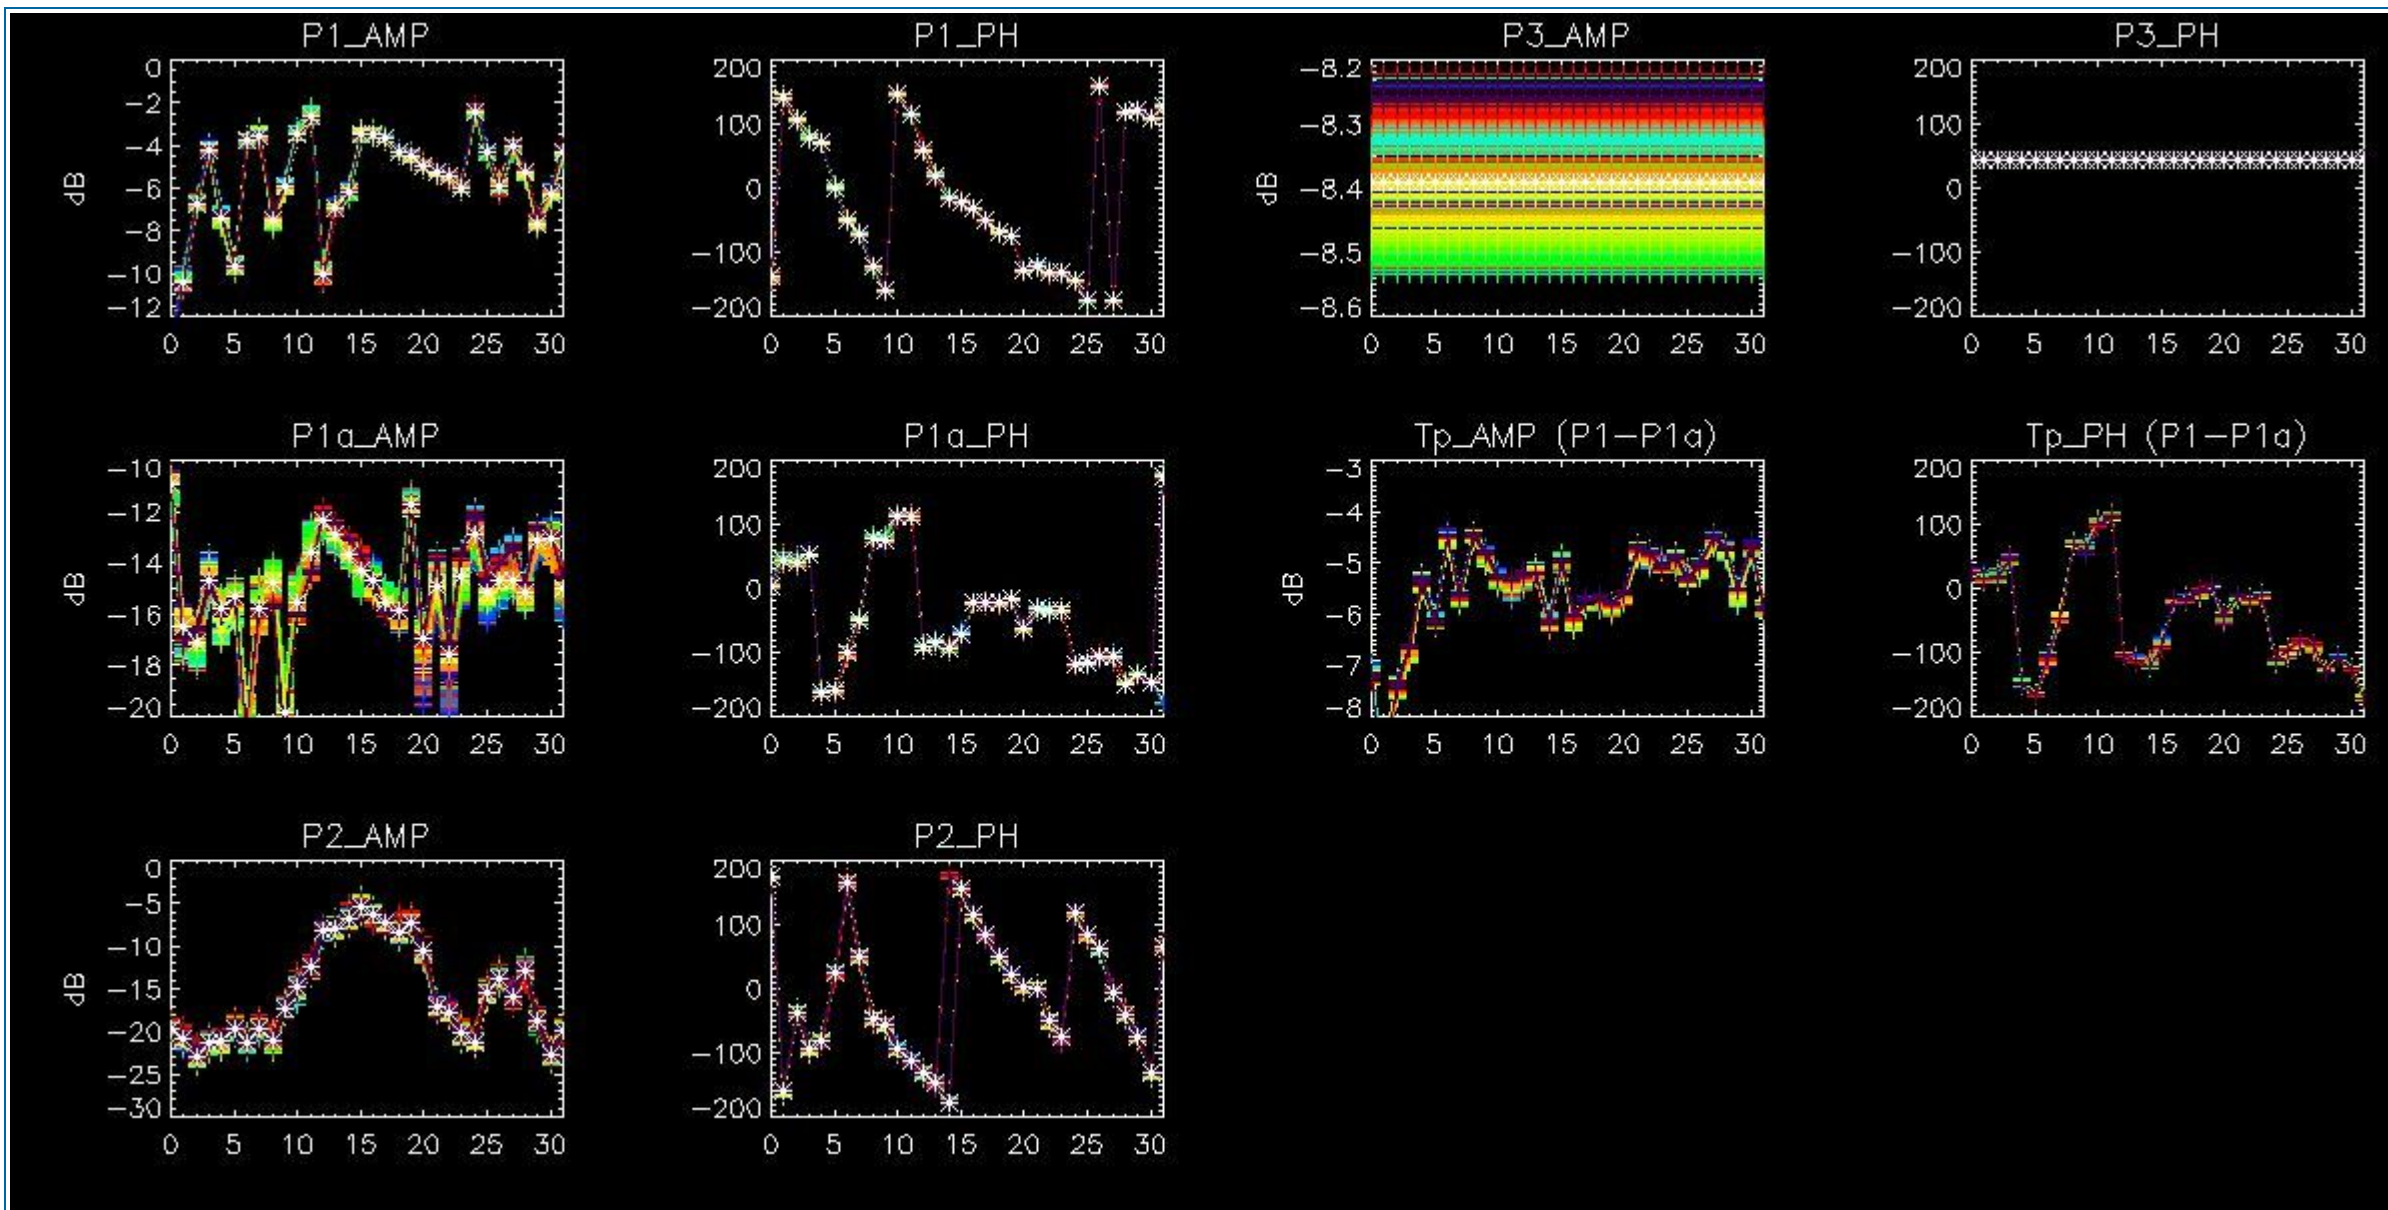 P1_AMP
P1_PH
P3_AMP
P3_PH
0
−2
−4
−6
−8
−10
−12
dB
0 5 10 15 20 25 30
200
100
0
−100
−200
0 5 10 15 20 25 30
−8.2
−8.3
−8.4
−8.5
−8.6
dB
0 5 10 15 20 25 30
200
100
0
−100
−200
0 5 10 15 20 25 30
P1a_AMP
P1a_PH
Tp_AMP (P1−P1a)
Tp_PH (P1−P1a)
−10
−12
−14
−16
−18
−20
dB
0 5 10 15 20 25 30
200
100
0
−100
−200
0 5 10 15 20 25 30
−3
−4
−5
−6
−7
−8
dB
0 5 10 15 20 25 30
200
100
0
−100
−200
0 5 10 15 20 25 30
P2_AMP
P2_PH
0
−5
−10
−15
−20
−25
−30
dB
0 5 10 15 20 25 30
200
100
0
−100
−200
0 5 10 15 20 25 30